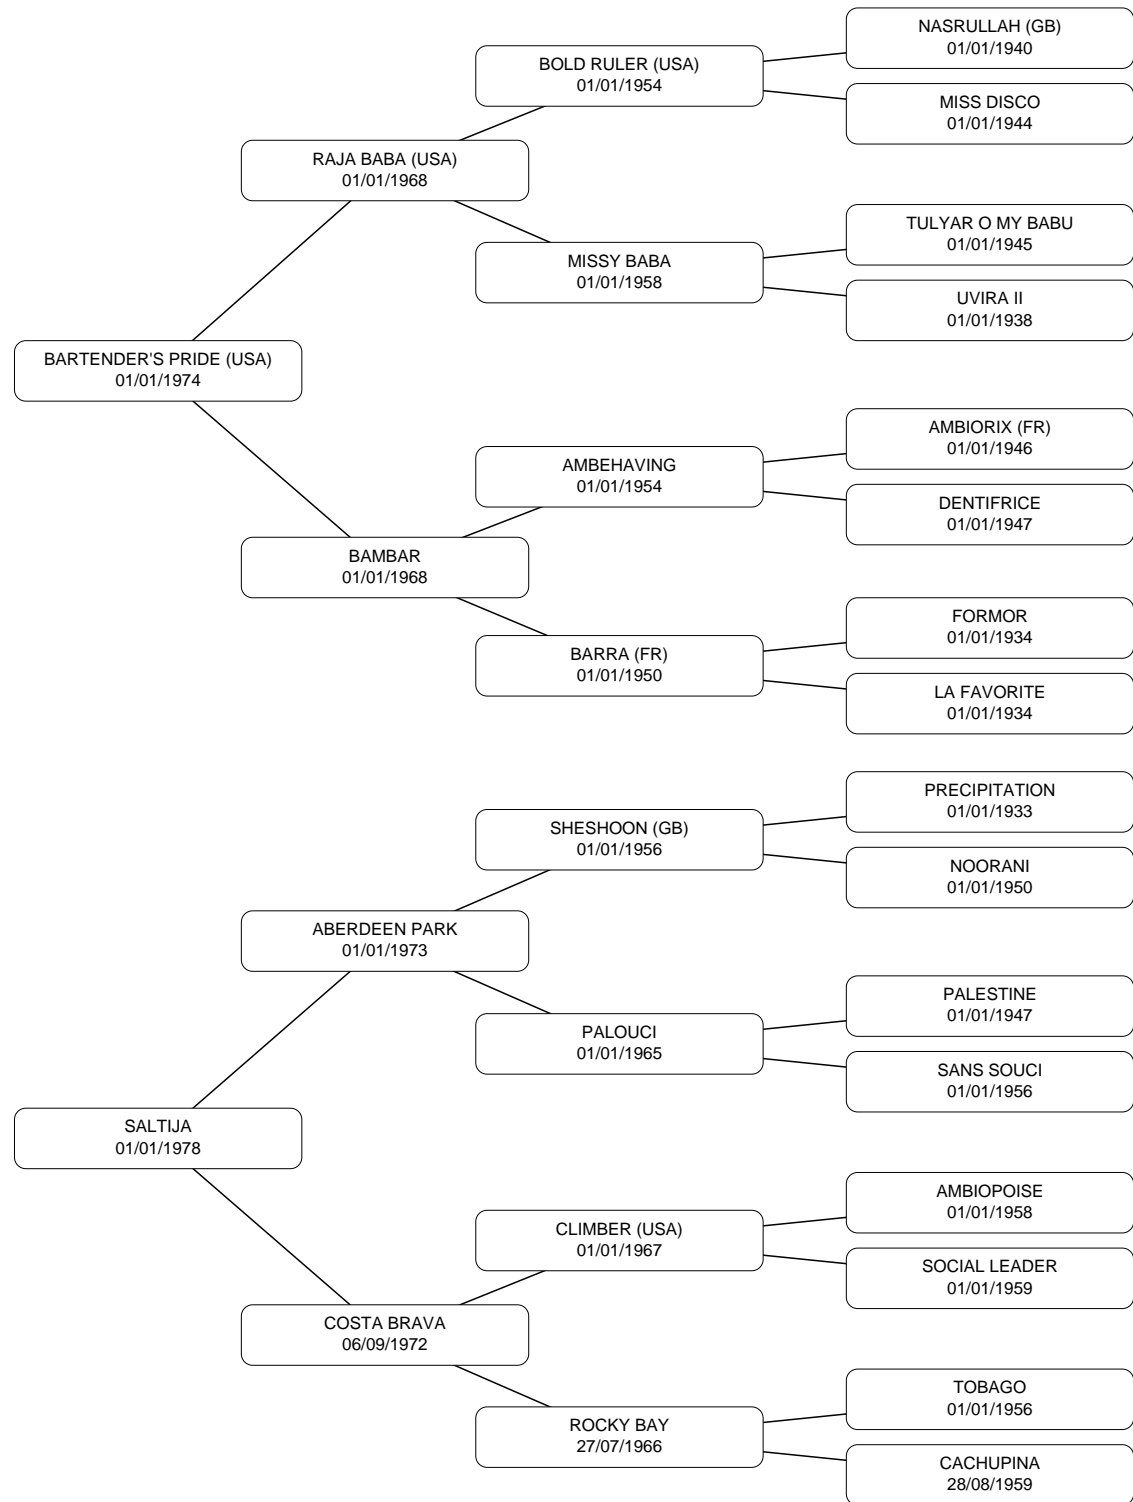 NASRULLAH (GB)
01/01/1940
BOLD RULER (USA)
01/01/1954
MISS DISCO
01/01/1944
RAJA BABA (USA)
01/01/1968
TULYAR O MY BABU
01/01/1945
MISSY BABA
01/01/1958
UVIRA II
01/01/1938
BARTENDER'S PRIDE (USA)
01/01/1974
AMBIORIX (FR)
01/01/1946
AMBEHAVING
01/01/1954
DENTIFRICE
01/01/1947
BAMBAR
01/01/1968
FORMOR
01/01/1934
BARRA (FR)
01/01/1950
LA FAVORITE
01/01/1934
PRECIPITATION
01/01/1933
SHESHOON (GB)
01/01/1956
NOORANI
01/01/1950
ABERDEEN PARK
01/01/1973
PALESTINE
01/01/1947
PALOUCI
01/01/1965
SANS SOUCI
01/01/1956
SALTIJA
01/01/1978
AMBIOPOISE
01/01/1958
CLIMBER (USA)
01/01/1967
SOCIAL LEADER
01/01/1959
COSTA BRAVA
06/09/1972
TOBAGO
01/01/1956
ROCKY BAY
27/07/1966
CACHUPINA
28/08/1959